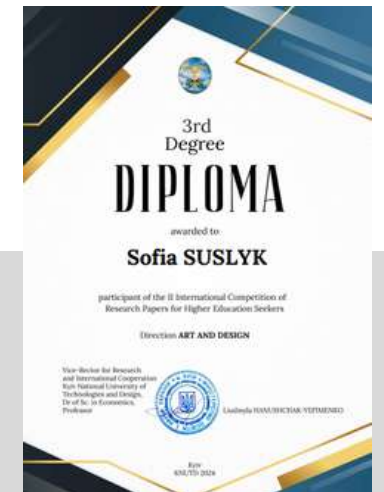 3rd
Degree
DIPLOMA
awarded to
Sofia SUSLYK
participant of the II International Competition of
Research Papers for Higher Education Seekers
Direction ART AND DESIGN
Vice-Rector for Research
and International Cooperation
Kyiv National University of
Technologies and Design,
Dr of Sc. in Economics,
Professor
Liudmyla
Kyiv
KNUTD 2024